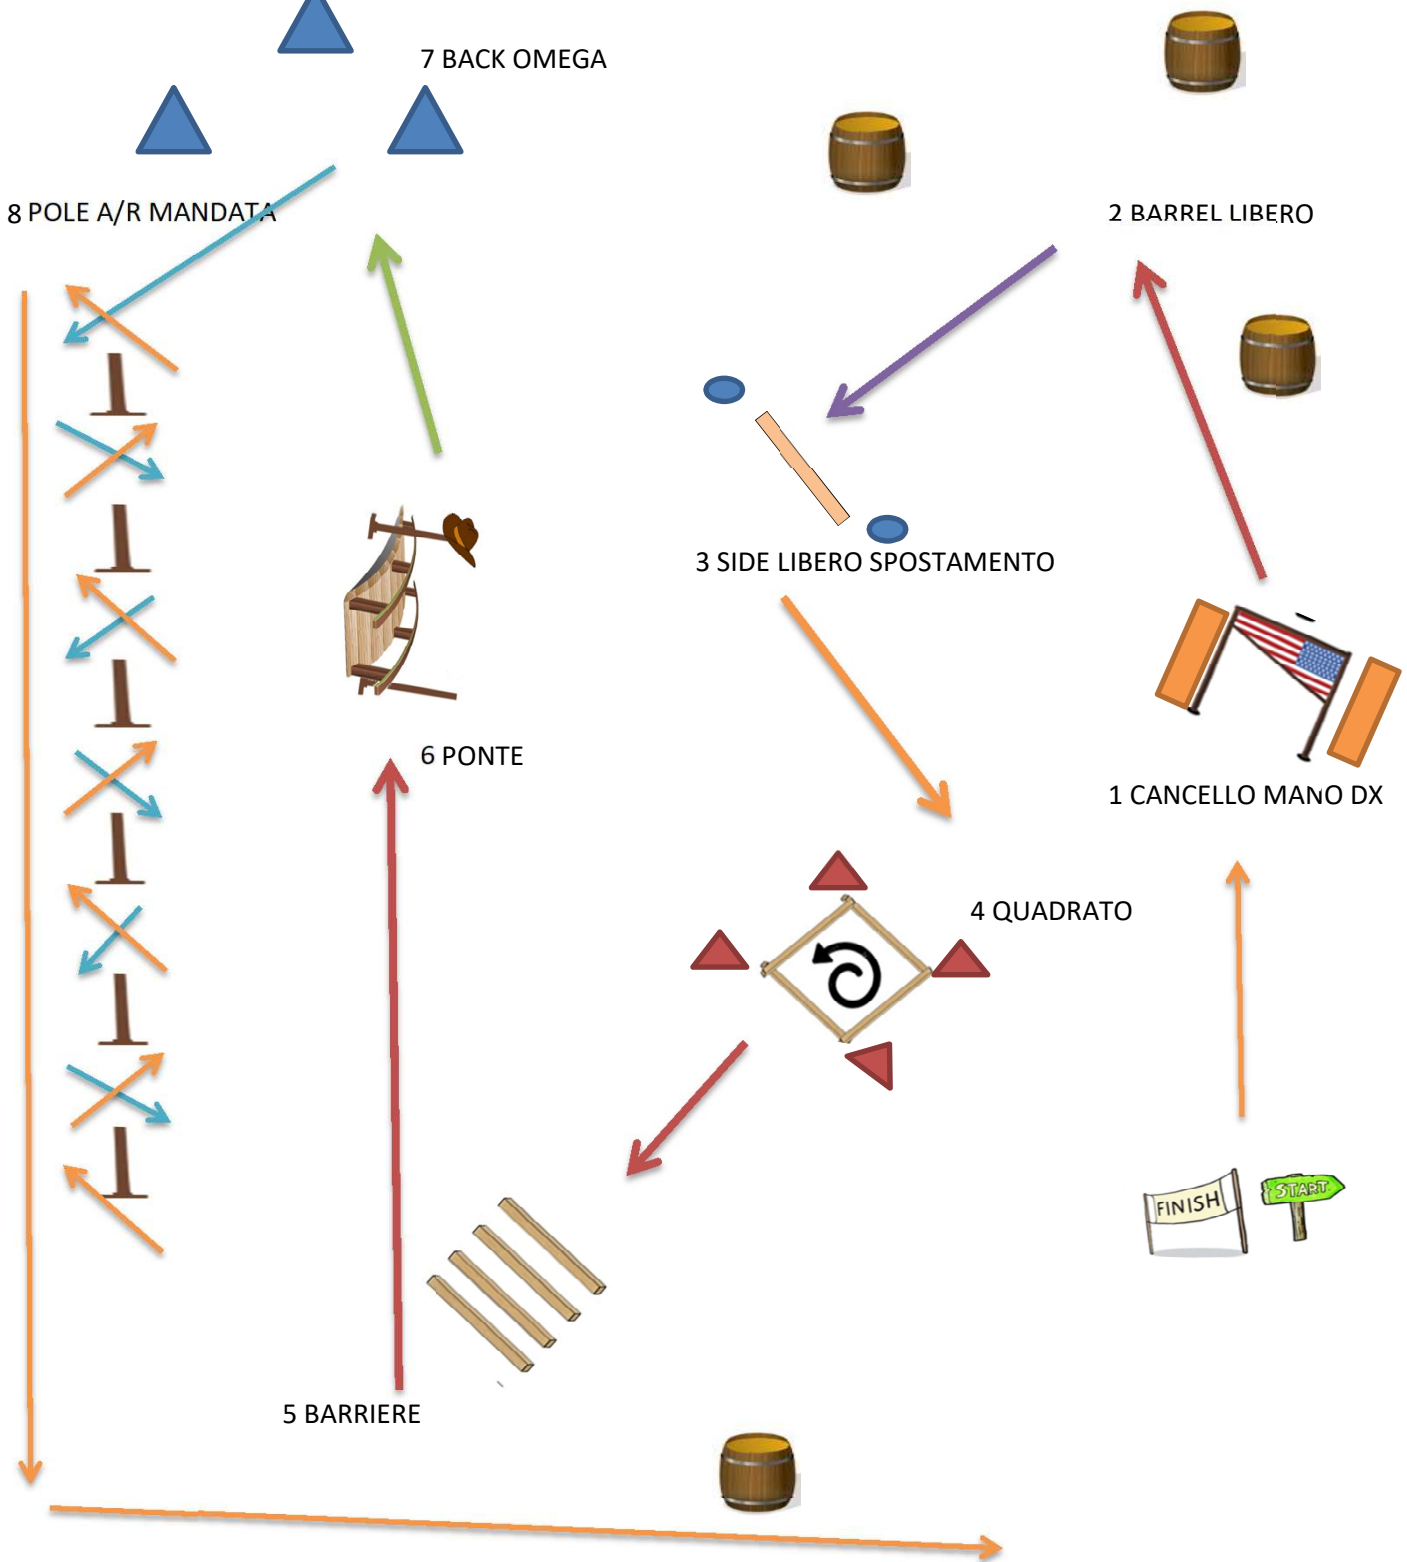 7 BACK OMEGA
8 POLE A/R MANDATA
2 BARREL LIBERO
3 SIDE LIBERO SPOSTAMENTO
6 PONTE
1 CANCELLO MANO DX
4 QUADRATO
FINISH
START
5 BARRIERE